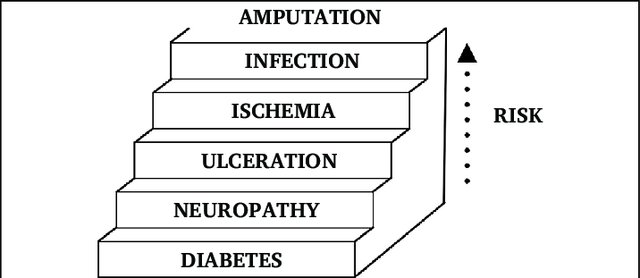 AMPUTATION
INFECTION
ISCHEMIA
RISK
ULCERATION
NEUROPATHY
DIABETES